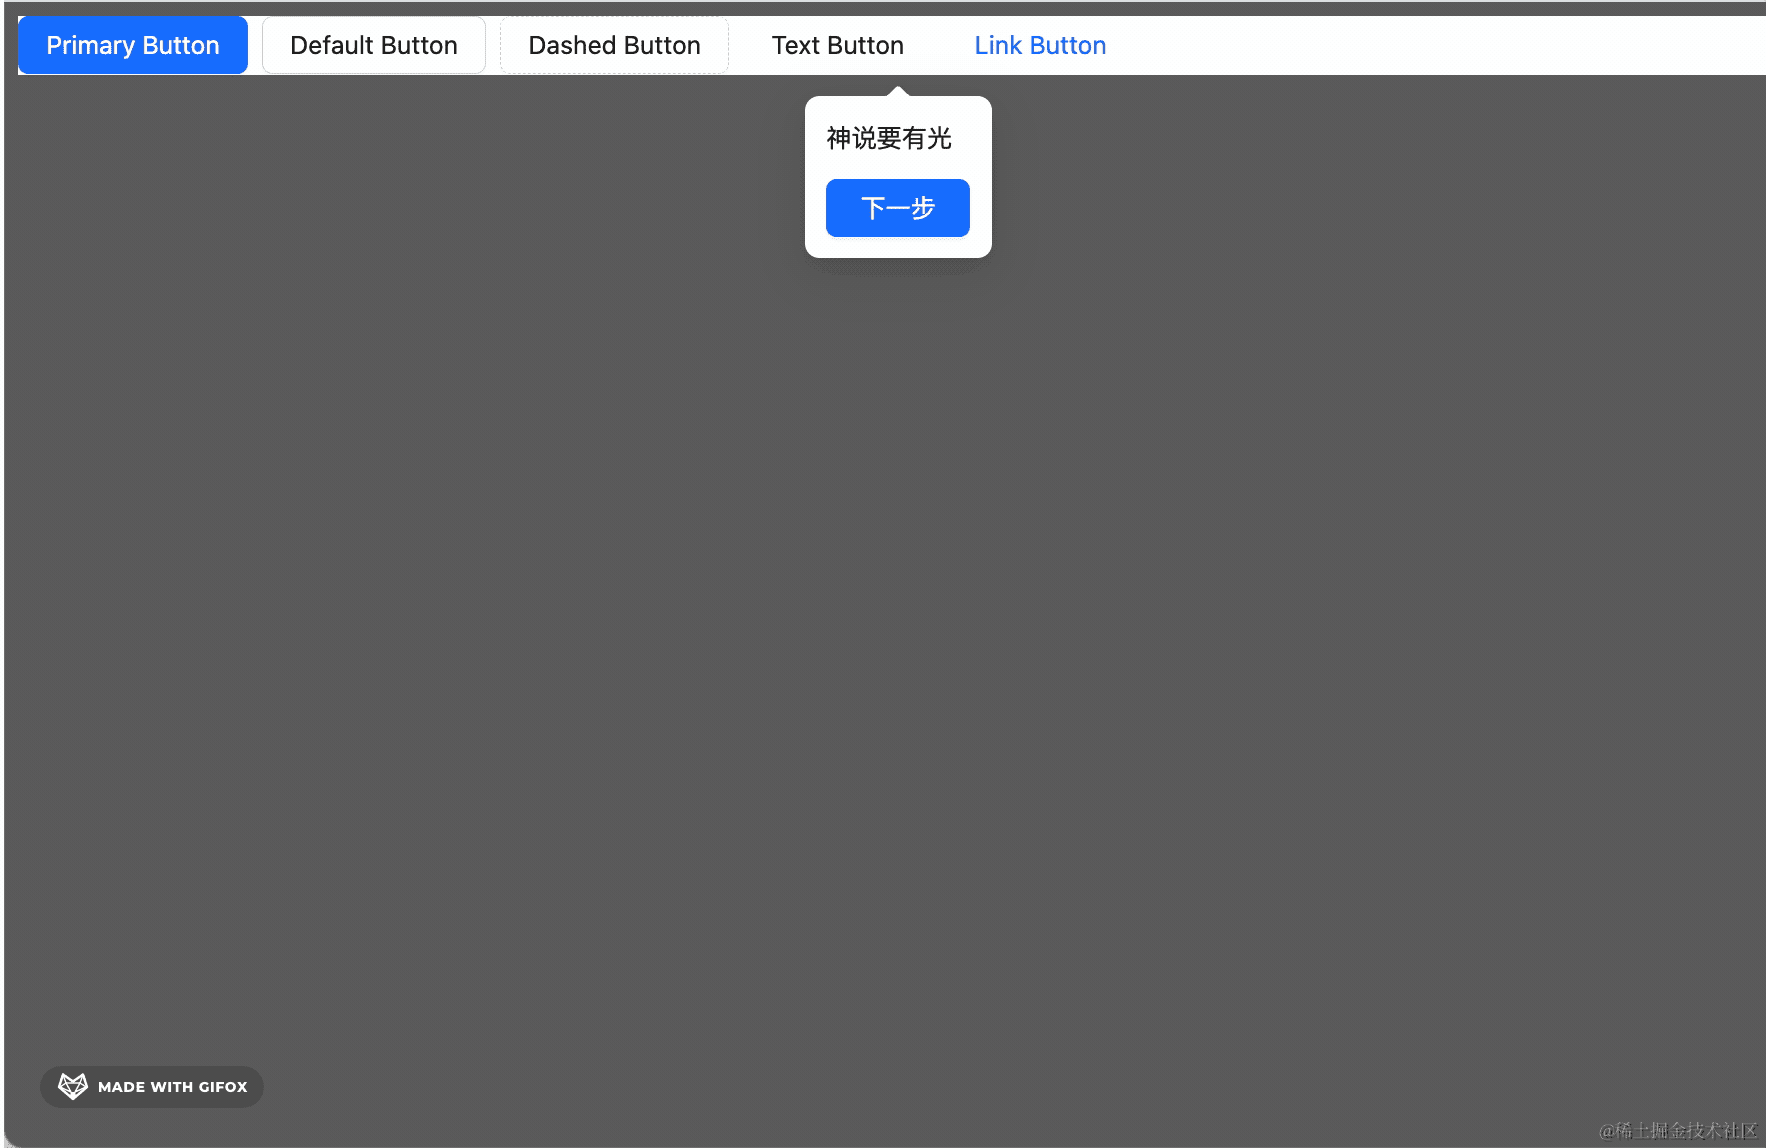 Primary Button Default Button Dashed Button Text Button Link Button
神说要有光
下一步
MADE WITH GIFOX
@稀土掘金技术社区